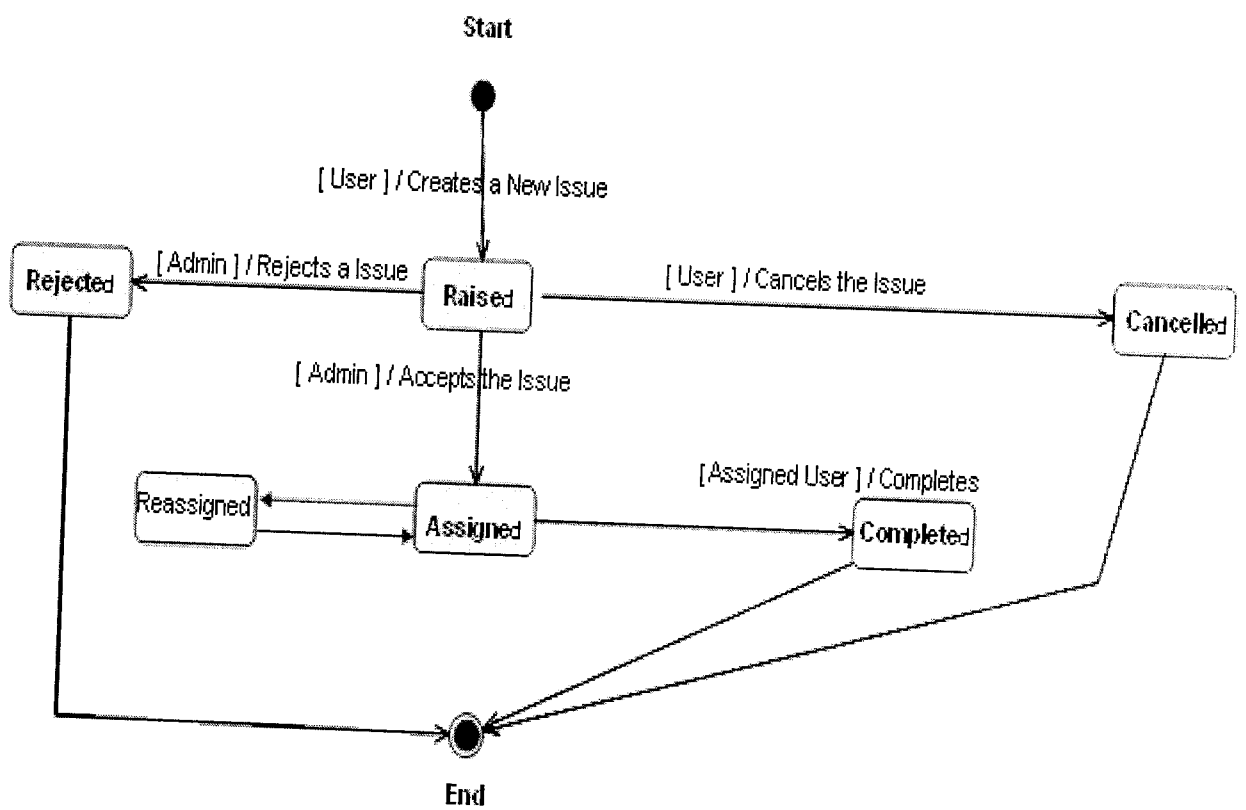 Start
[ User ] / Creates a New Issue
[ Admin ] / Rejects a Issue
[ User ] / Cancels the Issue
Rejected
Raised
Cancelled
[ Admin ] / Accepts the Issue
[Assigned User ] / Completes
Reassigned
Assigned
Completed
End